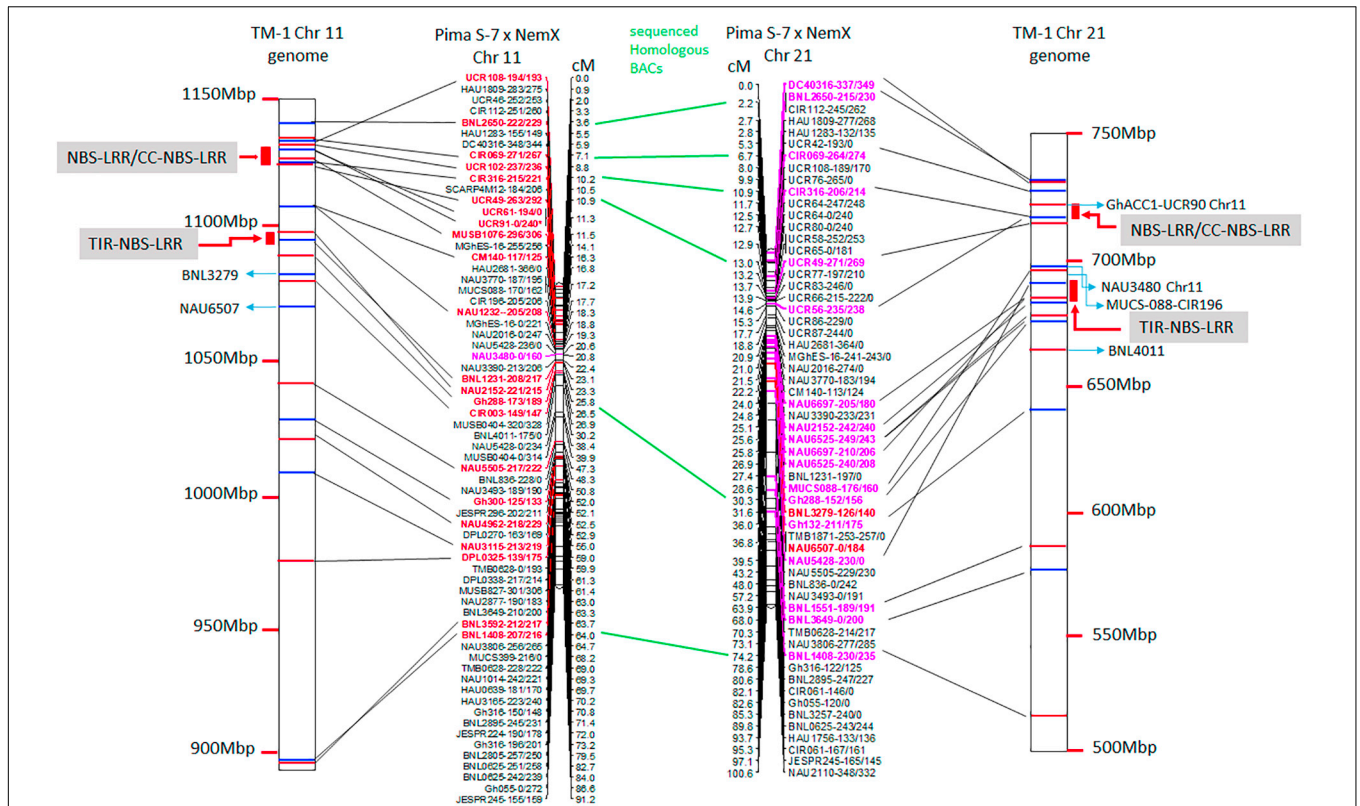 TM-1 Chr 11
genome
Pima S-7 x NemX
Chr 11
cM
sequenced
Homologous
BACs
Pima S-7 x NemX
Chr 21
cM
TM-1 Chr 21
genome
1150Mbp
1100Mbp
1050Mbp
1000Mbp
950Mbp
900Mbp
NBS-LRR/CC-NBS-LRR
TIR-NBS-LRR
BNL3279
NAU6507
UCR108-194/193
HAU1809-283/275
UCR46-252/253
CIR112-251/260
BNL2650-222/229
HAU1283-155/149
DC40316-348/344
CIR069-271/267
UCR102-237/236
CIR316-215/221
SCARP4M12-184/206
UCR49-263/292
UCR61-194/0
UCR91-0/240*
MUSB1076-296/306
MGhES-16-255/256
CM140-117/125
HAU2681-366/0
NAU3770-187/195
MUCS088-170/162
CIR196-205/206
NAU1232--205/208
MGhES-16-0/221
NAU2016-0/247
NAU5428-236/0
NAU3480-0/160
NAU3390-213/206
BNL1231-208/217
NAU2152-221/215
Gh288-173/189
CIR003-149/147
MUSB0404-320/328
BNL4011-175/0
NAU5428-0/234
MUSB0404-0/314
NAU5505-217/222
BNL836-228/0
NAU3493-189/190
Gh300-125/133
JESPR296-202/211
NAU4962-218/229
DPL0270-163/169
NAU3115-213/219
DPL0325-139/175
TMB0628-0/193
DPL0338-217/214
MUSB827-301/306
NAU2877-190/183
BNL3649-210/200
BNL3592-212/217
BNL1408-207/216
NAU3806-256/265
MUCS399-216/0
TMB0628-228/222
NAU1014-242/221
HAU0639-181/170
HAU3165-223/240
Gh316-150/148
BNL2895-245/231
JESPR224-190/178
Gh316-196/201
BNL2805-257/250
BNL0625-251/258
BNL0625-242/239
Gh055-0/272
JESPR245-155/159
0.0
0.9
2.0
3.0
3.6
5.5
5.9
7.1
8.8
10.2
10.5
10.9
11.3
11.5
14.1
16.3
16.8
17.2
17.7
18.3
18.8
19.3
20.6
20.8
22.4
23.1
23.3
25.8
26.5
26.9
30.2
38.4
39.9
47.3
48.3
50.8
52.0
52.1
52.5
52.9
55.0
59.0
59.9
61.3
61.4
63.0
63.3
63.7
64.0
64.7
68.2
69.0
69.3
69.7
70.2
70.8
71.4
72.0
73.2
79.5
82.7
84.0
86.6
91.2
0.0
2.2
2.7
2.8
5.3
6.7
8.0
9.9
10.9
11.7
12.5
12.7
12.9
13.0
13.2
13.7
13.9
14.6
15.3
17.7
18.8
20.9
21.0
21.5
22.2
24.0
24.8
25.1
25.6
25.8
26.9
27.4
28.6
30.3
31.6
36.0
36.8
39.5
43.2
48.0
57.2
63.9
68.0
70.3
73.1
74.2
78.6
80.6
82.1
82.6
85.3
89.8
93.7
95.3
97.1
100.6
DC40316-337/349
BNL2650-215/230
CIR112-245/262
HAU1809-277/268
HAU1283-132/135
UCR42-193/0
CIR069-264/274
UCR108-189/170
UCR76-265/0
CIR316-206/214
UCR64-247/248
UCR64-0/240
UCR80-0/240
UCR58-252/253
UCR65-0/181
UCR49-271/269
UCR77-197/210
UCR83-246/0
UCR66-215-222/0
UCR56-235/238
UCR86-229/0
UCR87-244/0
HAU2681-364/0
MGhES-16-241-243/0
NAU2016-274/0
NAU3770-183/194
CM140-113/124
NAU6697-205/180
NAU3390-233/231
NAU2152-242/240
NAU6525-249/243
NAU6697-210/206
NAU6525-240/208
BNL1231-197/0
MUCS088-176/160
Gh288-152/156
BNL3279-126/140
Gh132-211/175
TMB1871-253-257/0
NAU6507-0/184
NAU5428-230/0
NAU5505-229/230
BNL836-0/242
NAU3493-0/191
BNL1551-189/191
BNL3649-0/200
TMB0628-214/217
NAU3806-277/285
BNL1408-230/235
Gh316-122/125
BNL2895-247/227
CIR061-146/0
Gh055-120/0
BNL3257-240/0
BNL0625-243/244
HAU1756-133/136
CIR061-167/161
JESPR245-165/145
NAU2110-348/332
750Mbp
700Mbp
650Mbp
600Mbp
550Mbp
500Mbp
GhACC1-UCR90 Chr11
NBS-LRR/CC-NBS-LRR
NAU3480 Chr11
MUCS-088-CIR196
TIR-NBS-LRR
BNL4011